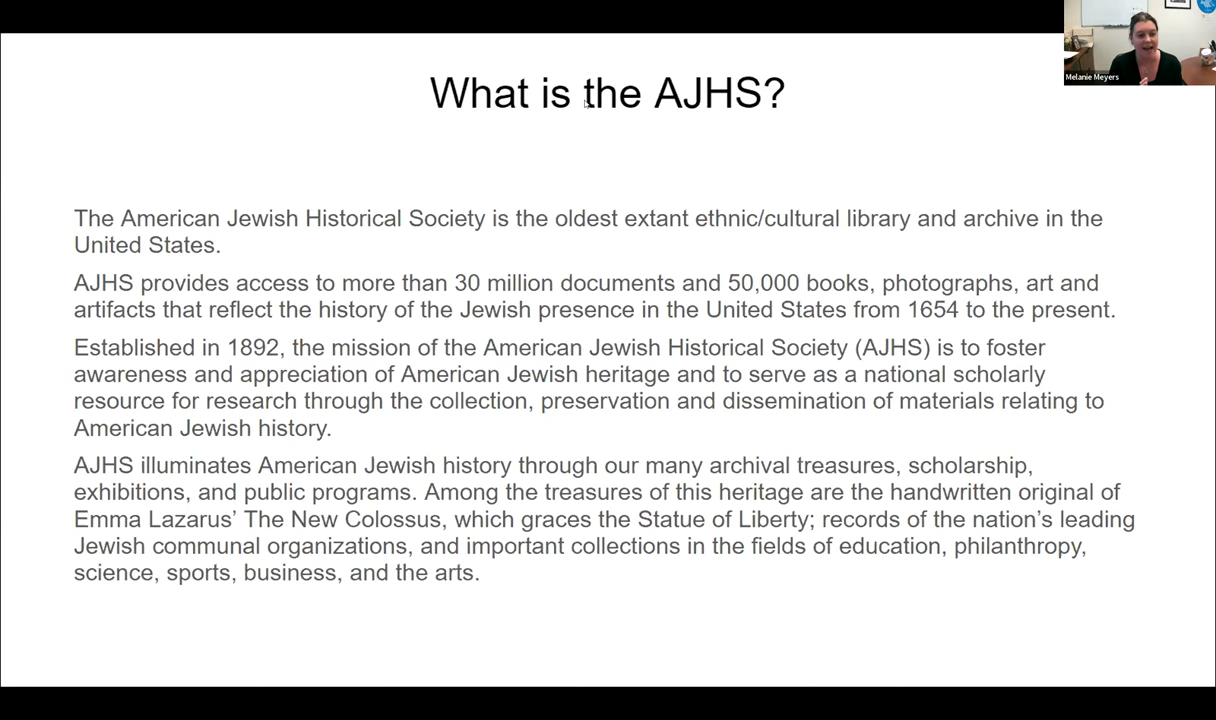 What is the AJHS?
Melanie Meyers
The American Jewish Historical Society is the oldest extant ethnic/cultural library and archive in the
United States.
AJHS provides access to more than 30 million documents and 50,000 books, photographs, art and
artifacts that reflect the history of the Jewish presence in the United States from 1654 to the present.
Established in 1892, the mission of the American Jewish Historical Society (AJHS) is to foster
awareness and appreciation of American Jewish heritage and to serve as a national scholarly
resource for research through the collection, preservation and dissemination of materials relating to
American Jewish history.
AJHS illuminates American Jewish history through our many archival treasures, scholarship,
exhibitions, and public programs. Among the treasures of this heritage are the handwritten original of
Emma Lazarus’ The New Colossus, which graces the Statue of Liberty; records of the nation’s leading
Jewish communal organizations, and important collections in the fields of education, philanthropy,
science, sports, business, and the arts.